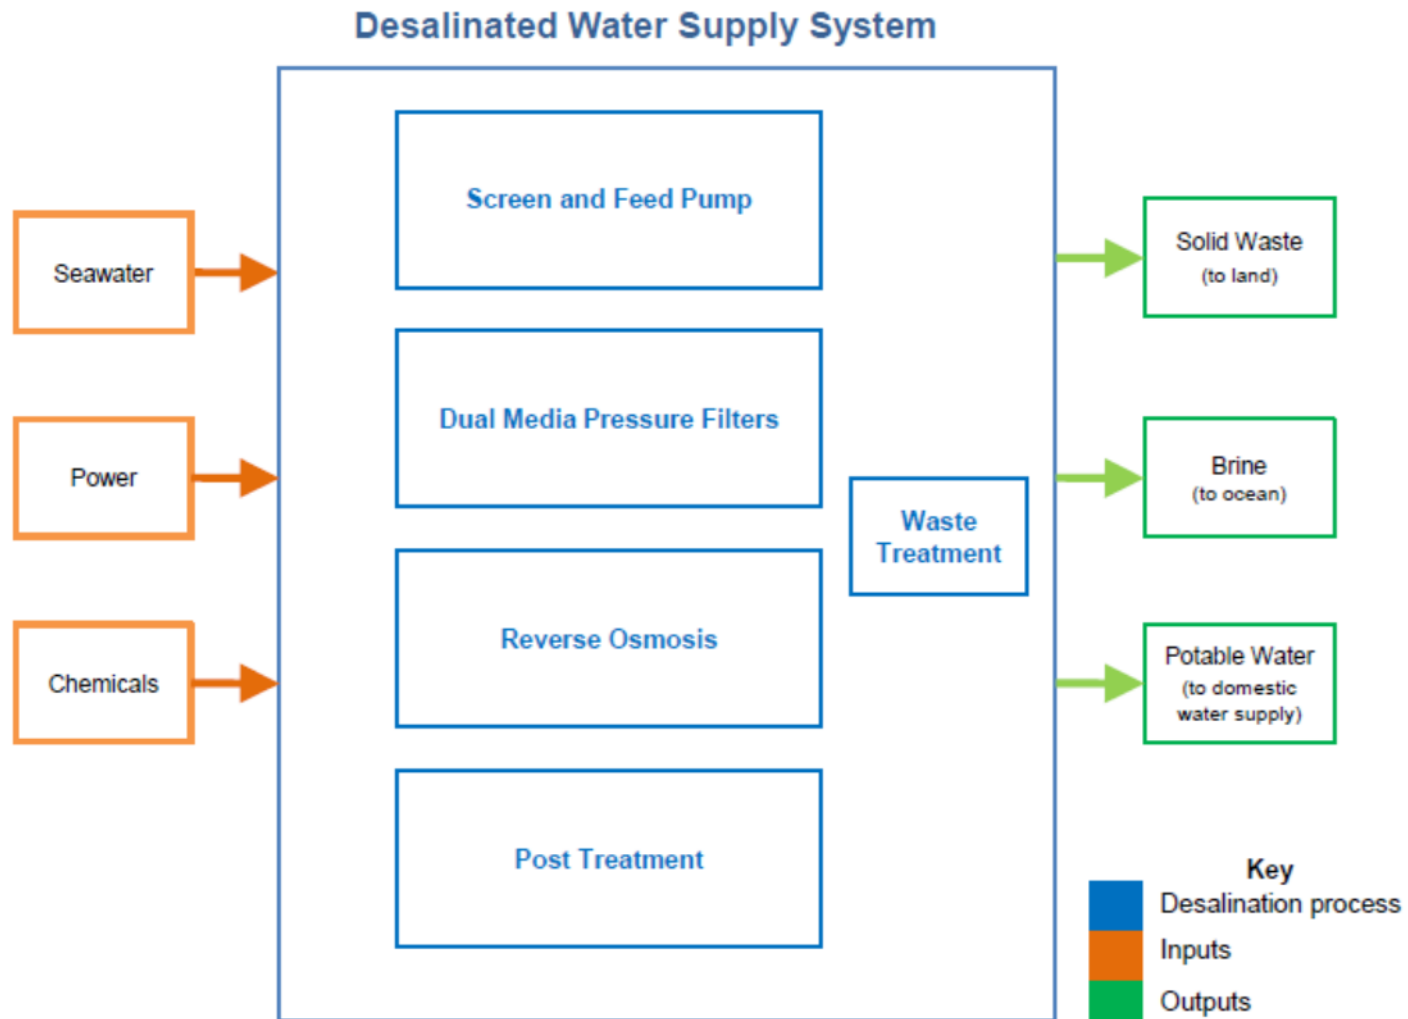 Desalinated Water Supply System
Screen and Feed Pump
Seawater
Solid Waste
(to land)
Dual Media Pressure Filters
Power
Brine
(to ocean)
Waste
Treatment
Reverse Osmosis
Chemicals
Potable Water
(to domestic
water supply)
Post Treatment
Key
Desalination process
Inputs
Outputs